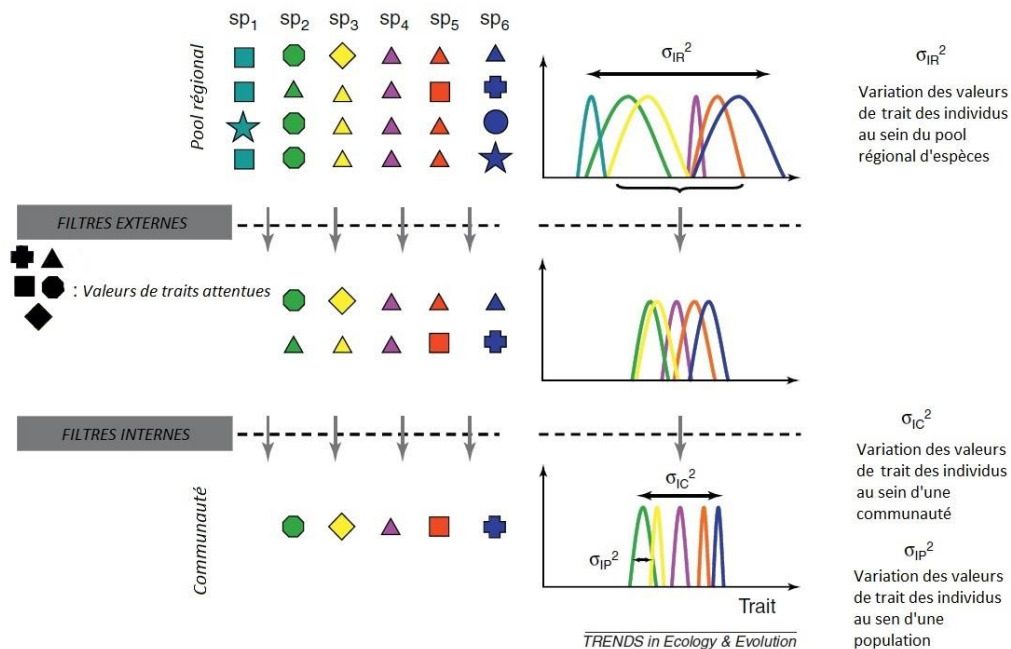 sp1 sp2 sp3 sp4 sp5 sp6
Pool régional
σIR²
σIR²
Variation des valeurs
de trait des individus
au sein du pool
régional d'espèces
FILTRES EXTERNES
: Valeurs de traits attentues
FILTRES INTERNES
Communauté
σIC²
σIP²
Trait
TRENDS in Ecology & Evolution
σIC²
Variation des valeurs
de trait des individus
au sein d'une
communauté
σIP²
Variation des valeurs
de trait des individus
au sen d'une
population